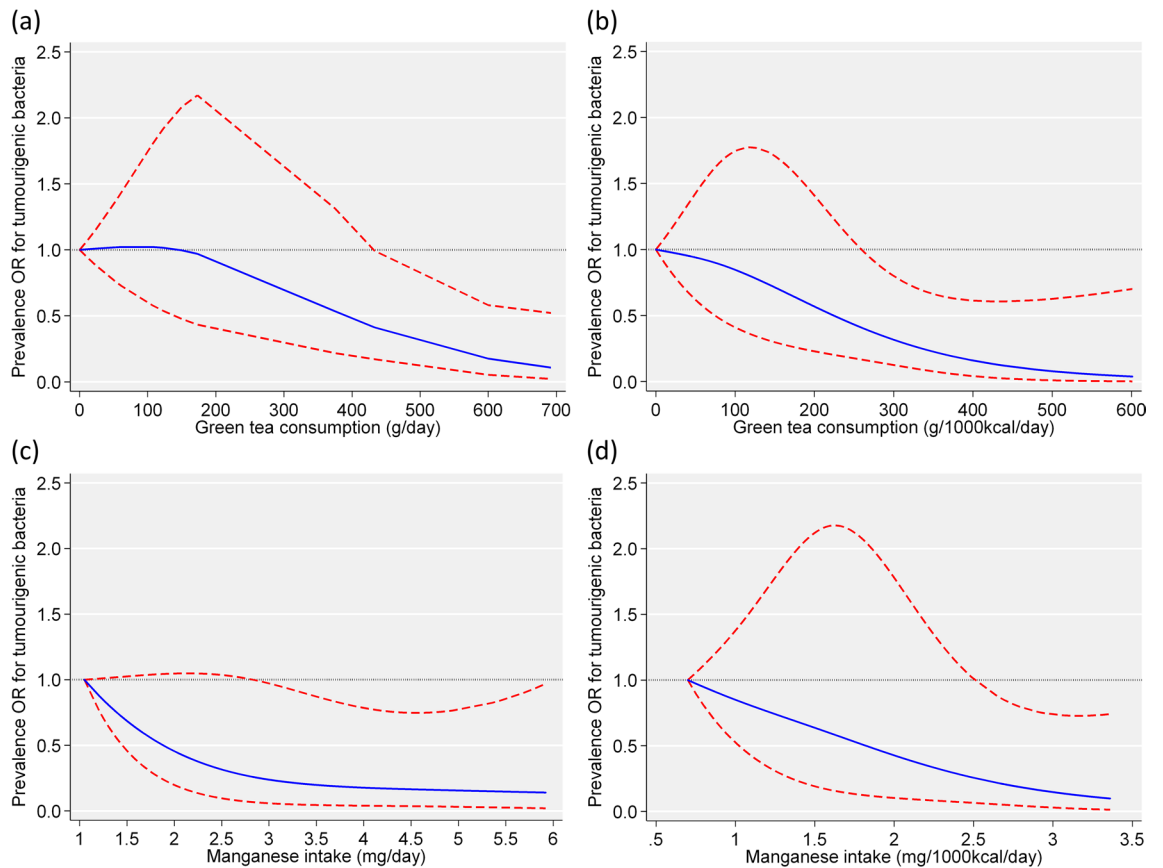 (a)
Prevalence OR for tumourigenic bacteria
2.5
2.0
1.5
1.0
0.5
0.0
0 100 200 300 400 500 600 700
Green tea consumption (g/day)
(b)
Prevalence OR for tumourigenic bacteria
2.5
2.0
1.5
1.0
0.5
0.0
0 100 200 300 400 500 600
Green tea consumption (g/1000kcal/day)
(c)
Prevalence OR for tumourigenic bacteria
2.5
2.0
1.5
1.0
0.5
0.0
1 1.5 2 2.5 3 3.5 4 4.5 5 5.5 6
Manganese intake (mg/day)
(d)
Prevalence OR for tumourigenic bacteria
2.5
2.0
1.5
1.0
0.5
0.0
.5 1 1.5 2 2.5 3 3.5
Manganese intake (mg/1000kcal/day)